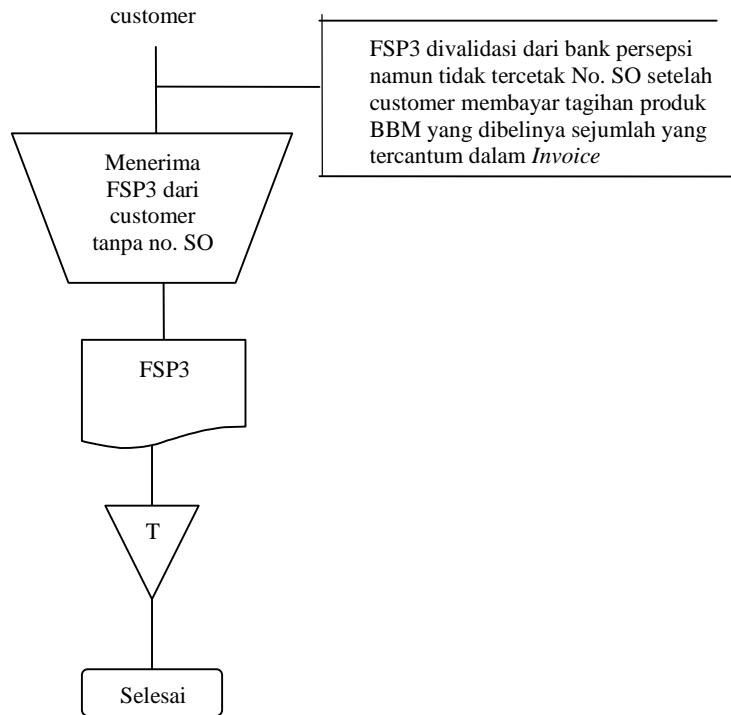 customer
FSP3 divalidasi dari bank persepsi
namun tidak tercetak No. SO setelah
customer membayar tagihan produk
BBM yang dibelinya sejumlah yang
tercantum dalam Invoice
Menerima
FSP3 dari
customer
tanpa no. SO
FSP3
T
Selesai